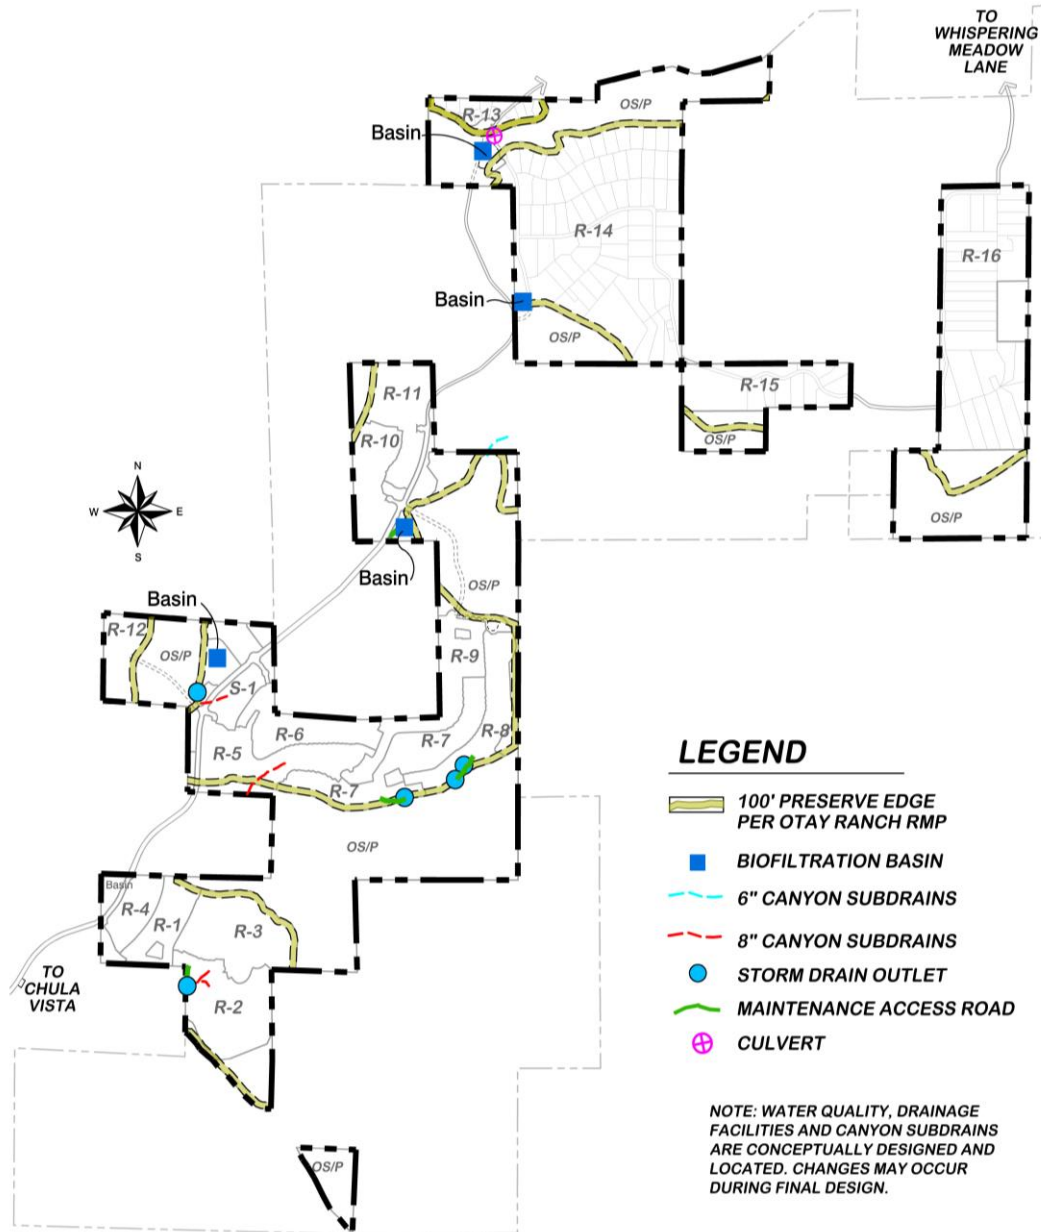 TO
WHISPERING
MEADOW
LANE
OS/P
R-13
Basin
R-14
R-16
Basin
OS/P
R-11
R-15
R-10
OS/P
N
W E
S
OS/P
Basin
OS/P
Basin
R-12
OS/P
R-9
S-1
R-6
R-7
R-8
R-5
R-7
OS/P
Basin
R-4
R-1
R-3
TO
CHULA
VISTA
R-2
OS/P
LEGEND
100' PRESERVE EDGE
PER OTAY RANCH RMP
BIOFILTRATION BASIN
6" CANYON SUBDRAINS
8" CANYON SUBDRAINS
STORM DRAIN OUTLET
MAINTENANCE ACCESS ROAD
CULVERT
NOTE: WATER QUALITY, DRAINAGE
FACILITIES AND CANYON SUBDRAINS
ARE CONCEPTUALLY DESIGNED AND
LOCATED. CHANGES MAY OCCUR
DURING FINAL DESIGN.